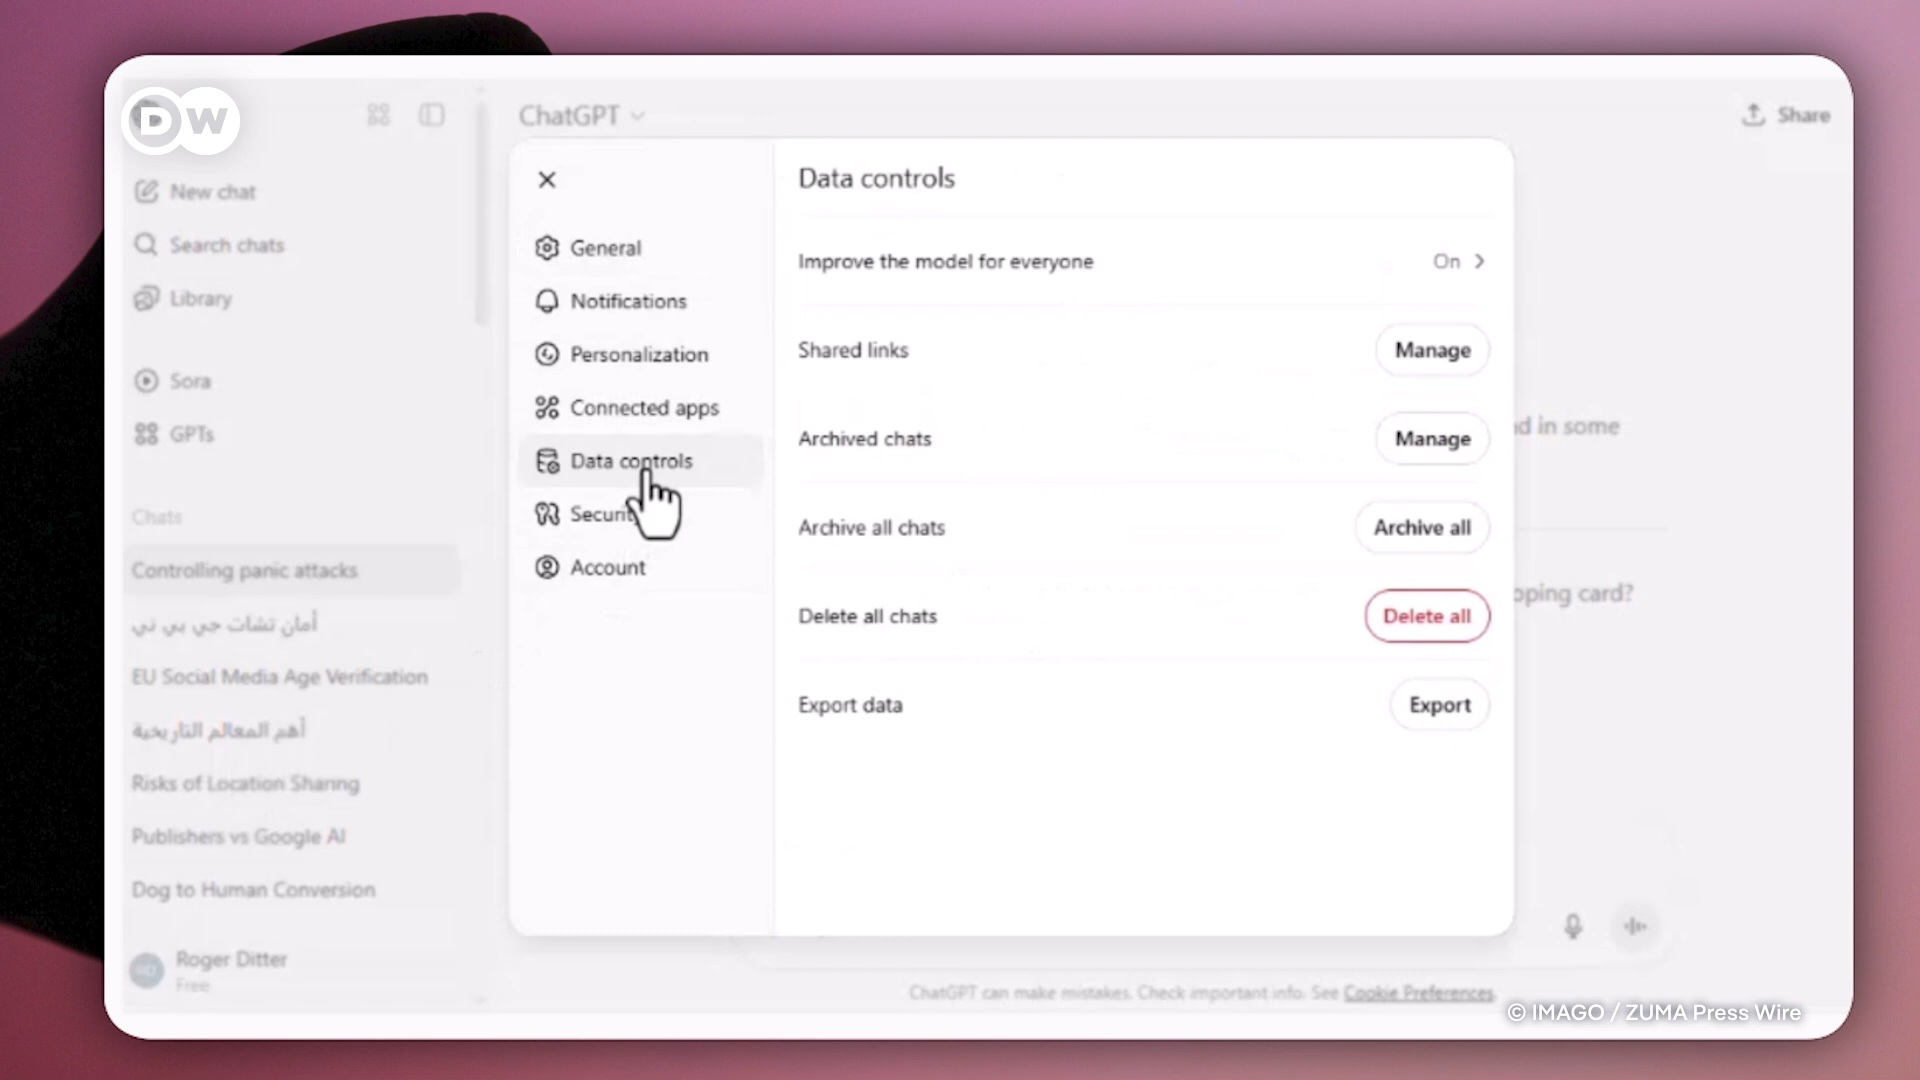 DW
ChatGPT
Share
New chat
Search chats
Library
Sora
GPTs
Chats
Controlling panic attacks
أمان تشات جي بي تي
EU Social Media Age Verification
أهم المعالم التاريخية
Risks of Location Sharing
Publishers vs Google AI
Dog to Human Conversion
Roger Ditter
Free
General
Notifications
Personalization
Connected apps
Data controls
Account
Data controls
Improve the model for everyone
On
Shared links
Manage
Archived chats
Manage
Archive all chats
Archive all
Delete all chats
Delete all
Export data
Export
in some
card?
ChatGPT can make mistakes. Check important info. See Cookie Preferences.
© IMAGO / ZUMA Press Wire